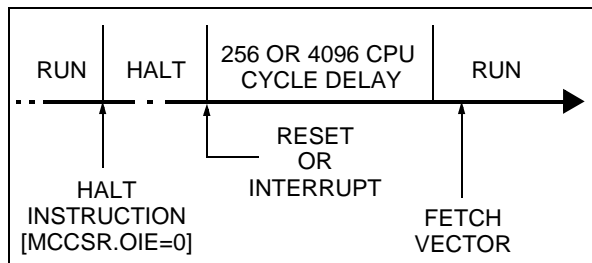 RUN HALT 256 OR 4096 CPU RUN
CYCLE DELAY
RESET
OR
INTERRUPT
HALT
INSTRUCTION
[MCCSR.OIE=0]
FETCH
VECTOR